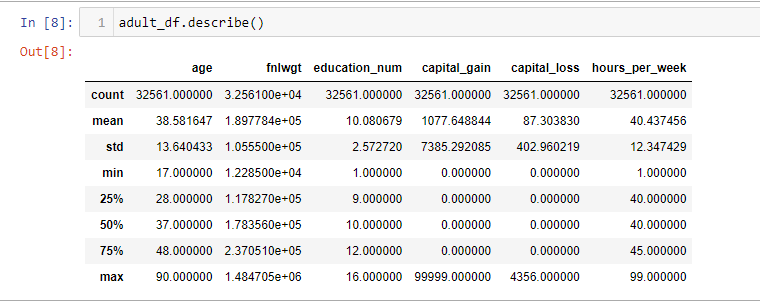 In [8]: 1 adult_df.describe()
Out[8]:
age fnlwgt education_num capital_gain capital_loss hours_per_week
count 32561.000000 3.256100e+04 32561.000000 32561.000000 32561.000000 32561.000000
mean 38.581647 1.897784e+05 10.080679 1077.648844 87.303830 40.437456
std 13.640433 1.055500e+05 2.572720 7385.292085 402.960219 12.347429
min 17.000000 1.228500e+04 1.000000 0.000000 0.000000 1.000000
25% 28.000000 1.178270e+05 9.000000 0.000000 0.000000 40.000000
50% 37.000000 1.783560e+05 10.000000 0.000000 0.000000 40.000000
75% 48.000000 2.370510e+05 12.000000 0.000000 0.000000 45.000000
max 90.000000 1.484705e+06 16.000000 99999.000000 4356.000000 99.000000